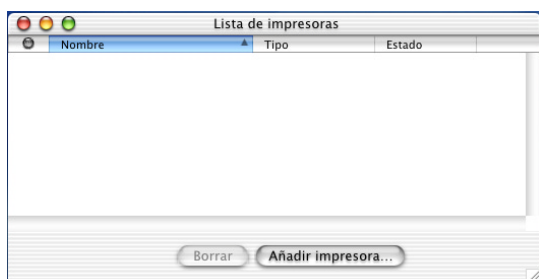 Lista de impresoras
Nombre Tipo Estado
Borrar Añadir impresora...